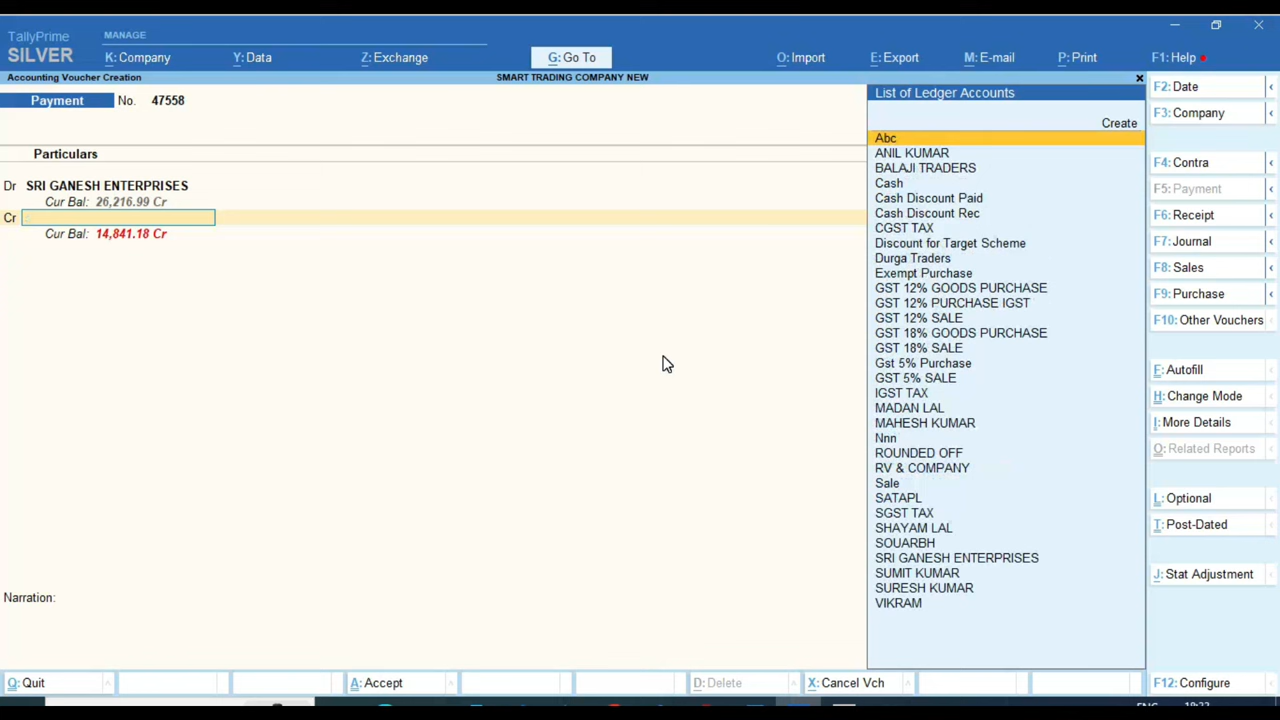 TallyPrime
MANAGE
SILVER
K: Company
Y: Data
Z: Exchange
G: Go To
O: Import
E: Export
M: E-mail
P: Print
F1: Help
Accounting Voucher Creation
SMART TRADING COMPANY NEW
Payment No. 47558
Particulars
Dr SRI GANESH ENTERPRISES
Cur Bal: 26,216.99 Cr
Cr
Cur Bal: 14,841.18 Cr
Narration:
List of Ledger Accounts
Create
Abc
ANIL KUMAR
BALAJI TRADERS
Cash
Cash Discount Paid
Cash Discount Rec
CGST TAX
Discount for Target Scheme
Durga Traders
Exempt Purchase
GST 12% GOODS PURCHASE
GST 12% PURCHASE IGST
GST 12% SALE
GST 18% GOODS PURCHASE
GST 18% SALE
Gst 5% Purchase
GST 5% SALE
IGST TAX
MADAN LAL
MAHESH KUMAR
Nnn
ROUNDED OFF
RV & COMPANY
Sale
SATAPL
SGST TAX
SHAYAM LAL
SOUARBH
SRI GANESH ENTERPRISES
SUMIT KUMAR
SURESH KUMAR
VIKRAM
F2: Date
F3: Company
F4: Contra
F5: Payment
F6: Receipt
F7: Journal
F8: Sales
F9: Purchase
F10: Other Vouchers
F: Autofill
H: Change Mode
I: More Details
O: Related Reports
L: Optional
T: Post-Dated
J: Stat Adjustment
Q: Quit
A: Accept
D: Delete
X: Cancel Vch
F12: Configure